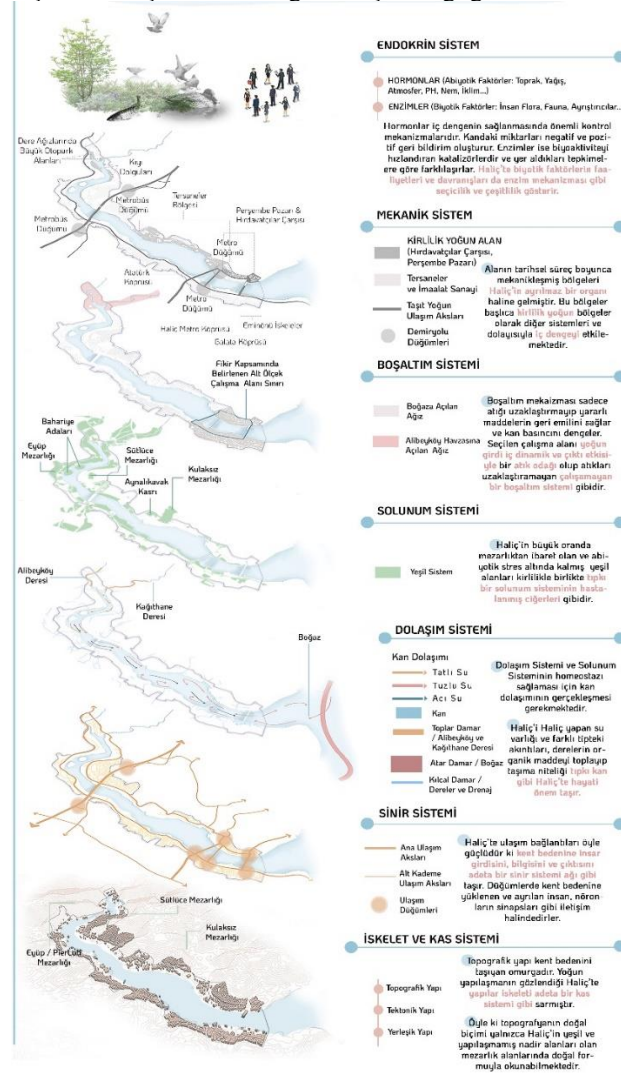 ENDOKRİN SİSTEM
HORMONLAR (Abiyotik Faktörler: Toprak, Yağış,
Atmosfer, PH, Nem, İklim...)
ENZİMLER (Biyotik Faktörler: İnsan Flora, Fauna, Ayrıştırıcılar..
Hormonlar iç dengenin sağlanmasında önemli kontrol
mekanizmalarıdır. Kandaki miktarları negatif ve pozi-
tif geri bildirim oluşturur. Enzimler ise biyoaktiviteyi
hızlandıran katalizörlerdir ve yer aldıkları tepkimel-
ere göre farklılaşırlar. Haliç'te biyotik faktörlerin faa-
liyetleri ve davranışları da enzim mekanizması gibi
seçicilik ve çeşitlilik gösterir.
Dere Ağızlarında
Büyük Otopark
Alanları
Kıyı
Dolguları
Metrobüs
Düğümü
Tersaneler
Bölgesi
Perşembe Pazarı &
Hırdavatçılar Çarşısı
Metrobüs
Düğümü
Metro
Düğümü
Atatürk
Köprüsü
Metro
Düğümü
Haliç Metro Köprüsü
Eminönü İskeleler
Galata Köprüsü
MEKANİK SİSTEM
KİRLİLİK YOĞUN ALAN
(Hırdavatçılar Çarşısı,
Perşembe Pazarı)
Tersaneler
ve İmalaat Sanayi
Taşıt Yoğun
Ulaşım Aksları
Demiryolu
Düğümleri
Alanın tarihsel süreç boyunca
mekanikleşmiş bölgeleri
Haliç'in ayrılmaz bir organı
haline gelmiştir. Bu bölgeler
başlıca kirlilik yoğun bölgeler
olarak diğer sistemleri ve
dolayısıyla iç dengeyi etkile-
mektedir.
Fikir Kapsamında
Belirlenen Alt Ölçek
Çalışma Alanı Sınırı
BOŞALTIM SİSTEMİ
Boğaza Açılan
Ağız
Alibeyköy Havzasına
Açılan Ağız
Boşaltım mekaizması sadece
atığı uzaklaştırmayıp yararlı
maddelerin geri emilini sağlar
ve kan basıncını dengeler.
Seçilen çalışma alanı yoğun
girdi iç dinamik ve çıktı etkisi-
yle bir atık odağı olup atıkları
uzaklaştıramayan çalışamayan
bir boşaltım sistemi gibidir.
Bahariye
Adaları
Eyüp
Mezarlığı
Sütlüce
Mezarlığı
Aynalıkavak
Kasrı
Kulaksız
Mezarlığı
SOLUNUM SİSTEMİ
Yeşil Sistem
Haliç'in büyük oranda
mezarlıktan ibaret olan ve abi-
yotik stres altında kalmış yeşil
alanları kirlilikle birlikte tıpkı
bir solunum sisteminin hasta-
lanmış ciğerleri gibidir.
Alibeyköy
Deresi
Kağıthane
Deresi
Boğaz
DOLAŞIM SİSTEMİ
Kan Dolaşımı
Tatlı Su
Tuzlu Su
Acı Su
Kan
Toplar Damar
/ Alibeyköy ve
Kağıthane Deresi
Atar Damar / Boğaz
Kılcal Damar /
Dereler ve Drenaj
Dolaşım Sistemi ve Solunum
Sisteminin homeostazı
sağlaması için kan
dolaşımının gerçekleşmesi
gerekmektedir.
Haliç'i Haliç yapan su
varlığı ve farklı tipteki
akıntıları, derelerin or-
ganik maddeyi toplayıp
taşıma niteliği tıpkı kan
gibi Haliç'te hayati
önem taşır.
SİNİR SİSTEMİ
Ana Ulaşım
Aksları
Alt Kademe
Ulaşım Aksları
Ulaşım
Düğümleri
Haliç'te ulaşım bağlantıları öyle
güçlüdür ki kent bedenine insan
girdisini, bilgisini ve çıktısını
adeta bir sinir sistemi ağı gibi
taşır. Düğümlerde kent bedenine
yüklenen ve ayrılan insan, nöron-
ların sinapsları gibi iletişim
halindedirler.
Sütlüce Mezarlığı
Kulaksız
Mezarlığı
Eyüp / PierLoti
Mezarlığı
İSKELET VE KAS SİSTEMİ
Topografik Yapı
Tektonik Yapı
Yerleşik Yapı
Topografik yapı kent bedenini
taşıyan omurgadır. Yoğun
yapılaşmanın gözlendiği Haliç'te
yapılar iskeleti adeta bir kas
sistemi gibi sarmıştır.
Öyle ki topografyanın doğal
biçimi yalnızca Haliç'in yeşil ve
yapılaşmamış nadir alanları olan
mezarlık alanlarında doğal for-
muyla okunabilmektedir.